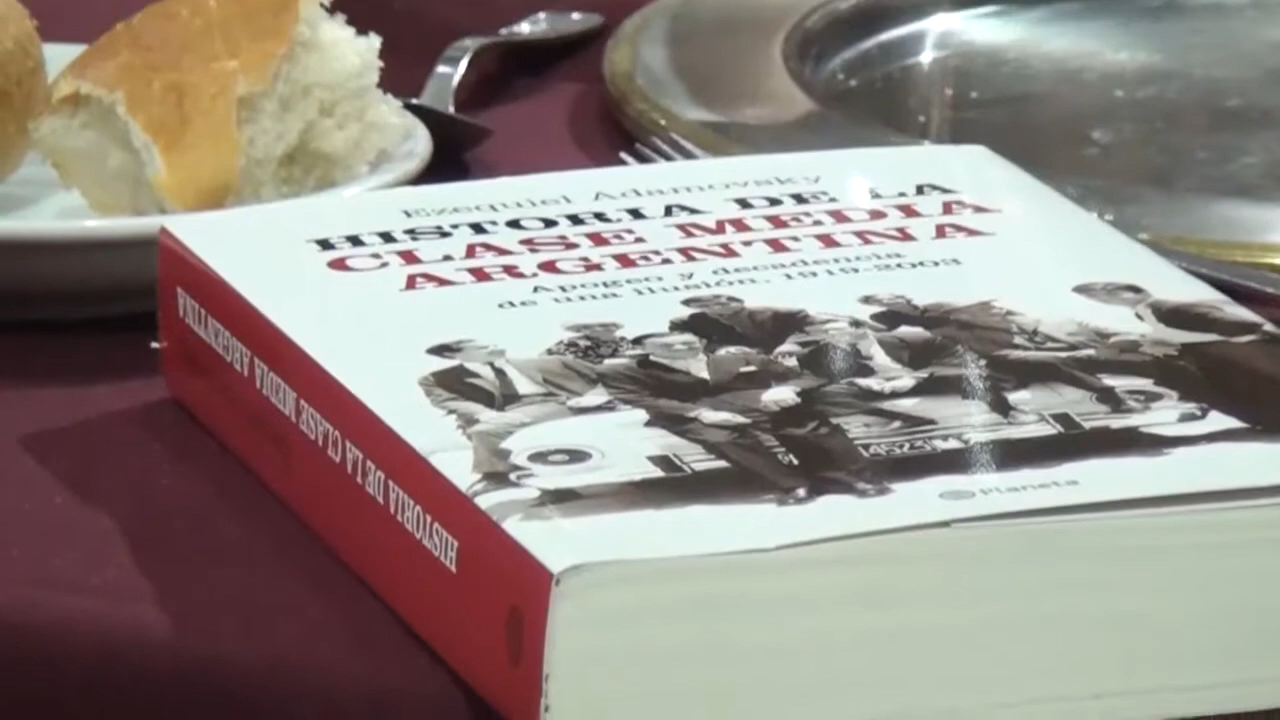 Ezequiel Adamovsky
HISTORIA DE LA
CLASE MEDIA
ARGENTINA
Apogeo y decadencia
de una ilusión, 1919-2003
4523
Planeta
HISTORIA DE LA CLASE MEDIA ARGENTINA